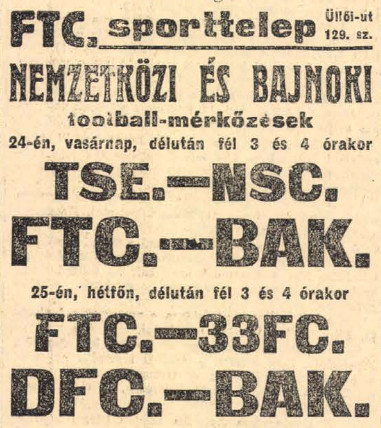 FTC. sporttelep Üllői-út 129. sz.
NEMZETKÖZI ÉS BAJNOKI
football-mérkőzések
24-én, vasárnap, délután fél 3 és 4 órakor
TSE.—NSC.
FTC.—BAK.
25-én, hétfőn, délután fél 3 és 4 órakor
FTC.—33FC.
DFC.—BAK.